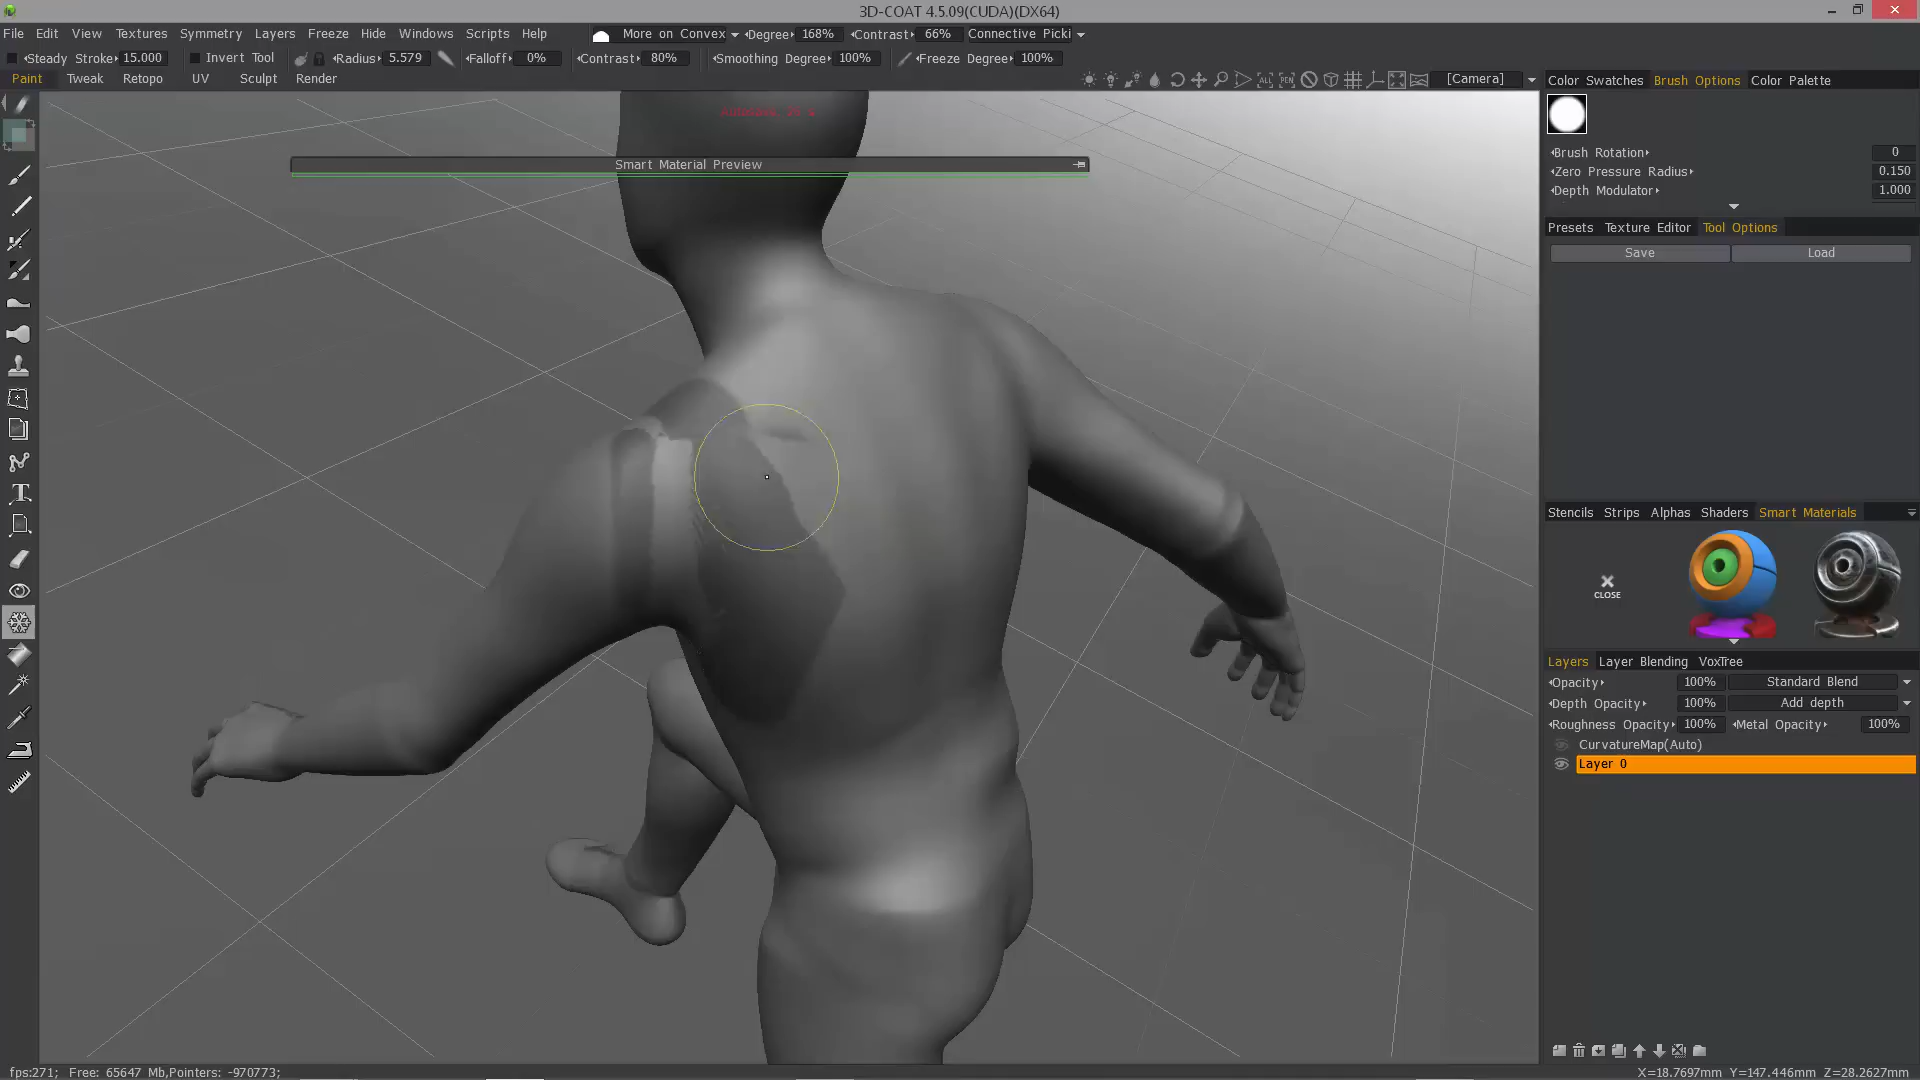 3D-COAT 4.5.09(CUDA)(DX64)
File Edit View Textures Symmetry Layers Freeze Hide Windows Scripts Help More on Convex Degree 168% Contrast 66% Connective Picki
Steady Stroke 15.000 Invert Tool Radius 5.579 Falloff 0% Contrast 80% Smoothing Degree 100% Freeze Degree 100%
Paint Tweak Retopo UV Sculpt Render ALL PEN [Camera] Color Swatches Brush Options Color Palette
Autosave, 25 %
Smart Material Preview
Brush Rotation 0
Zero Pressure Radius 0.150
Depth Modulator 1.000
Presets Texture Editor Tool Options
Save Load
Stencils Strips Alphas Shaders Smart Materials
CLOSE
Layers Layer Blending VoxTree
Opacity 100% Standard Blend
Depth Opacity 100% Add depth
Roughness Opacity 100% Metal Opacity 100%
CurvatureMap(Auto)
Layer 0
fps:271; Free: 65647 Mb,Pointers: -970773; X=18.7697mm Y=147.446mm Z=28.2627mm